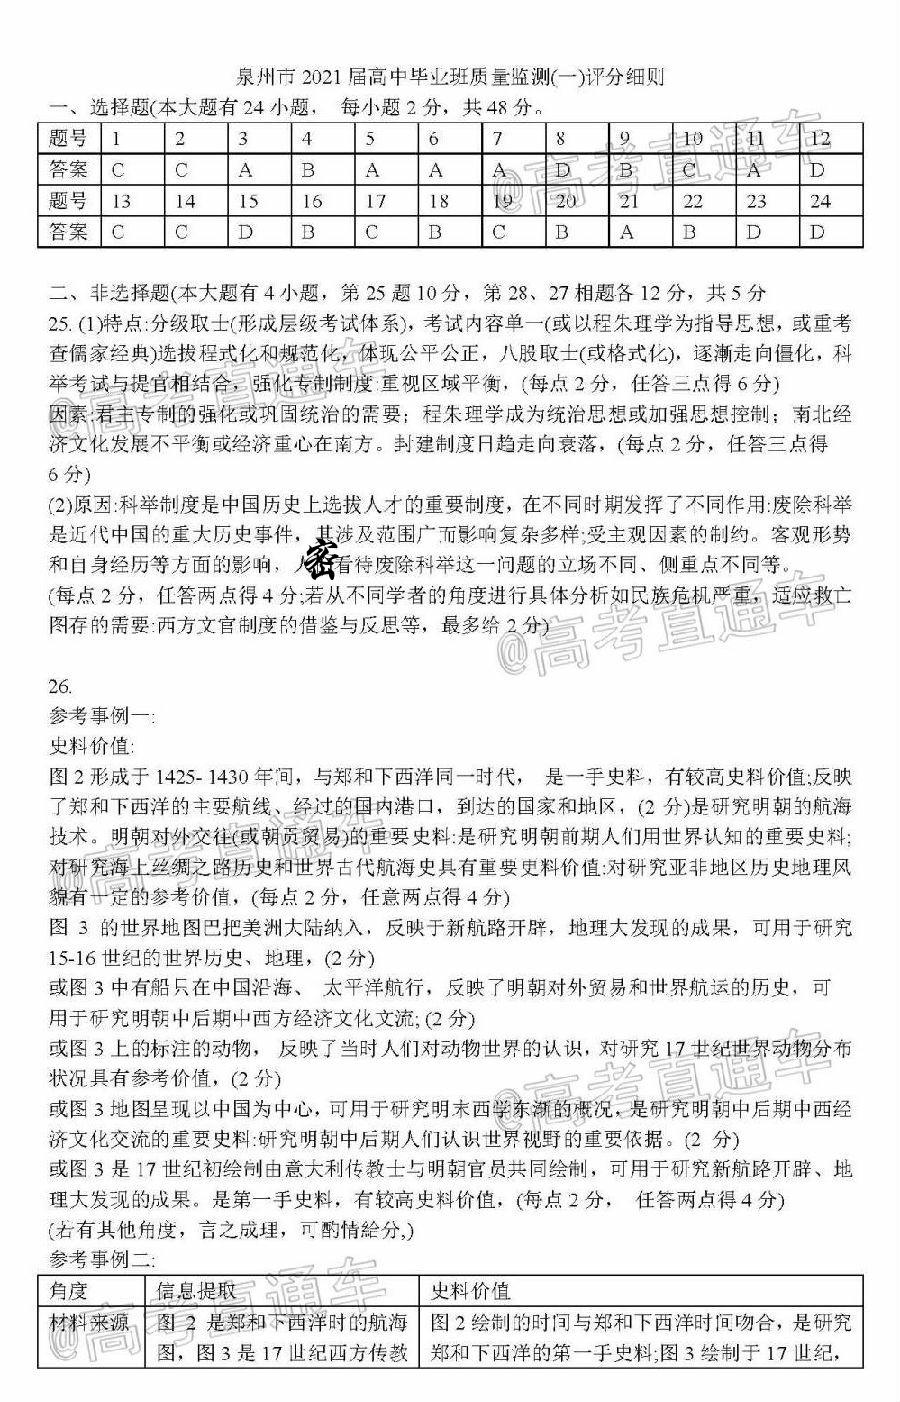 泉州市 2021 届高中毕业班质量监测(一)评分细则
一、选择题(本大题有 24 小题， 每小题 2 分，共 48 分。
题号 1 2 3 4 5 6 7 8 9 10 11 12
答案 C C A B A A A D B C A D
题号 13 14 15 16 17 18 19 20 21 22 23 24
答案 C C D B C B C B A B D D
二、非选择题(本大题有 4 小题，第 25 题 10 分，第 28、27 相题各 12 分，共 5 分
25. (1)特点:分级取士(形成层级考试体系)，考试内容单一(或以程朱理学为指导思想，或重考
查儒家经典)选拔程式化和规范化，体现公平公正，八股取士(或格式化)，逐渐走向僵化，科
举考试与提官相结合，强化专制制度 重视区域平衡，(每点 2 分，任答三点得 6 分)
因素:君主专制的强化或巩固统治的需要；程朱理学成为统治思想或加强思想控制；南北经
济文化发展不平衡或经济重心在南方。封建制度日趋走向衰落，(每点 2 分，任答三点得
6 分)
(2)原因:科举制度是中国历史上选拔人才的重要制度，在不同时期发挥了不同作用:废除科举
是近代中国的重大历史事件，其涉及范围广而影响复杂多样;受主观因素的制约。客观形势
和自身经历等方面的影响，人密看待废除科举这一问题的立场不同、侧重点不同等。
(每点 2 分，任答两点得 4 分;若从不同学者的角度进行具体分析如民族危机严重，适应救亡
图存的需要:西方文官制度的借鉴与反思等，最多给 2 分)
26.
参考事例一:
史料价值:
图 2 形成于 1425- 1430 年间，与郑和下西洋同一时代， 是一手史料，有较高史料价值;反映
了郑和下西洋的主要航线、经过的国内港口，到达的国家和地区，(2 分)是研究明朝的航海
技术。明朝对外交往(或朝贡贸易)的重要史料:是研究明朝前期人们用世界认知的重要史料;
对研究海上丝绸之路历史和世界古代航海史具有重要吏料价值:对研究亚非地区历史地理风
貌有一定的参考价值，(每点 2 分，任意两点得 4 分)
图 3 的世界地图巴把美洲大陆纳入，反映于新航路开辟，地理大发现的成果，可用于研究
15-16 世纪的世界历史、地理，(2 分)
或图 3 中有船只在中国沿海、 太平洋航行，反映了明朝对外贸易和世界航运的历史，可
用于研究明朝中后期中西方经济文化文流; (2 分)
或图 3 上的标注的动物， 反映了当时人们对动物世界的认识，对研究 17 世纪世界动物分布
状况具有参考价值，(2 分)
或图 3 地图呈现以中国为中心，可用于研究明末西学东渐的概况，是研究明朝中后期中西经
济文化交流的重要史料:研究明朝中后期人们认识世界视野的重要依据。(2 分)
或图 3 是 17 世纪初绘制由意大利传教士与明朝官员共同绘制，可用于研究新航路开辟、地
理大发现的成果。是第一手史料，有较高史料价值，(每点 2 分， 任答两点得 4 分)
(若有其他角度，言之成理，可酌情给分,)
参考事例二:
角度 信息提取 史料价值
材料来源 图 2 是郑和下西洋时的航海 图 2 绘制的时间与郑和下西洋时间吻合，是研究
图，图 3 是 17 世纪西方传教 郑和下西洋的第一手史料;图 3 绘制于 17 世纪，
@高考直通车
@高考直通车
@高考直通车
@高考直通车
@高考直通车
@高考直通车